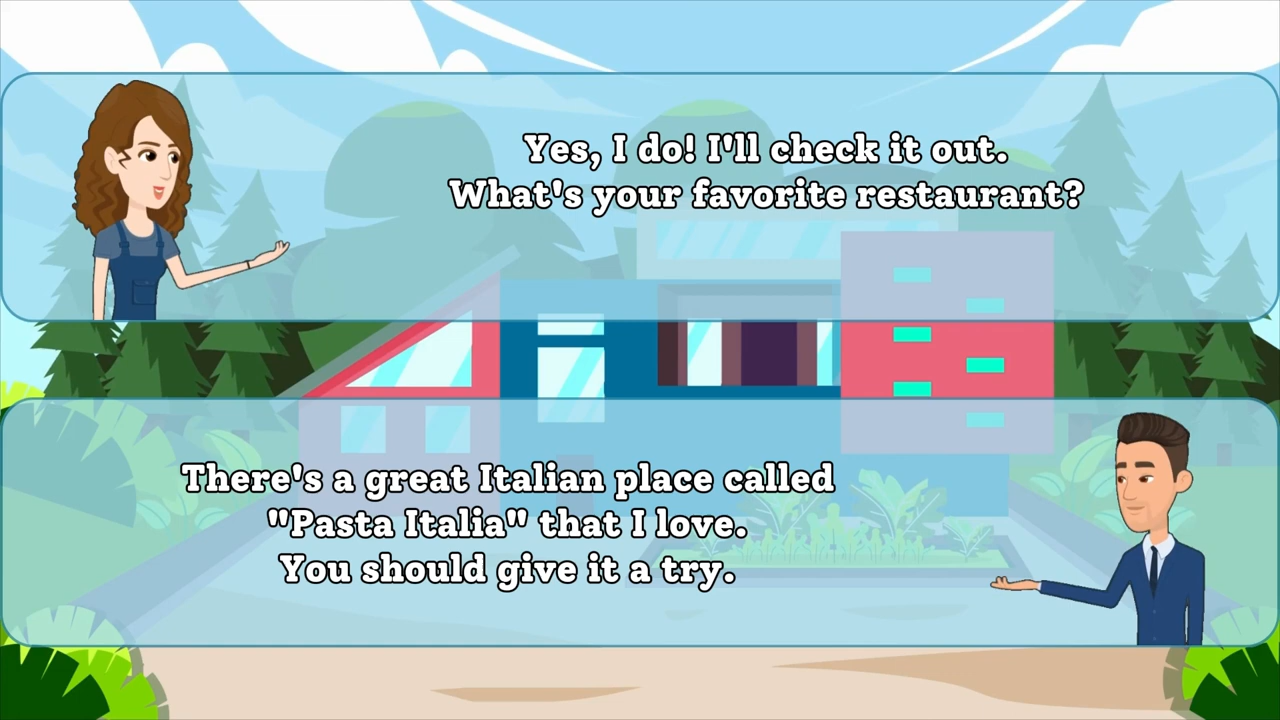 Yes, I do! I'll check it out.
What's your favorite restaurant?
There's a great Italian place called
"Pasta Italia" that I love.
You should give it a try.